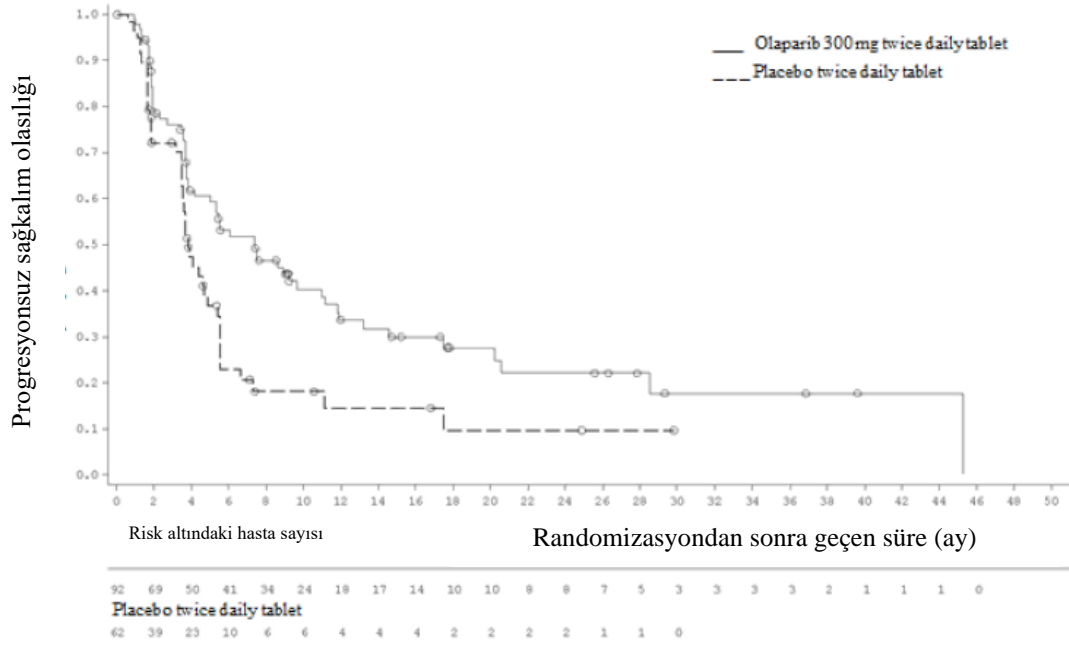 Progresyonsuz sağkalım olasılığı
1.0
0.9
0.8
0.7
0.6
0.5
0.4
0.3
0.2
0.1
0.0
Olaparib 300 mg twice daily tablet
Placebo twice daily tablet
0 2 4 6 8 10 12 14 16 18 20 22 24 26 28 30 32 34 36 38 40 42 44 46 48 50
Risk altındaki hasta sayısı
Randomizasyondan sonra geçen süre (ay)
92 69 50 41 34 24 18 17 14 10 10 8 8 7 5 3 3 3 3 2 1 1 1 0
Placebo twice daily tablet
62 39 23 10 6 6 4 4 4 2 2 2 2 1 1 0